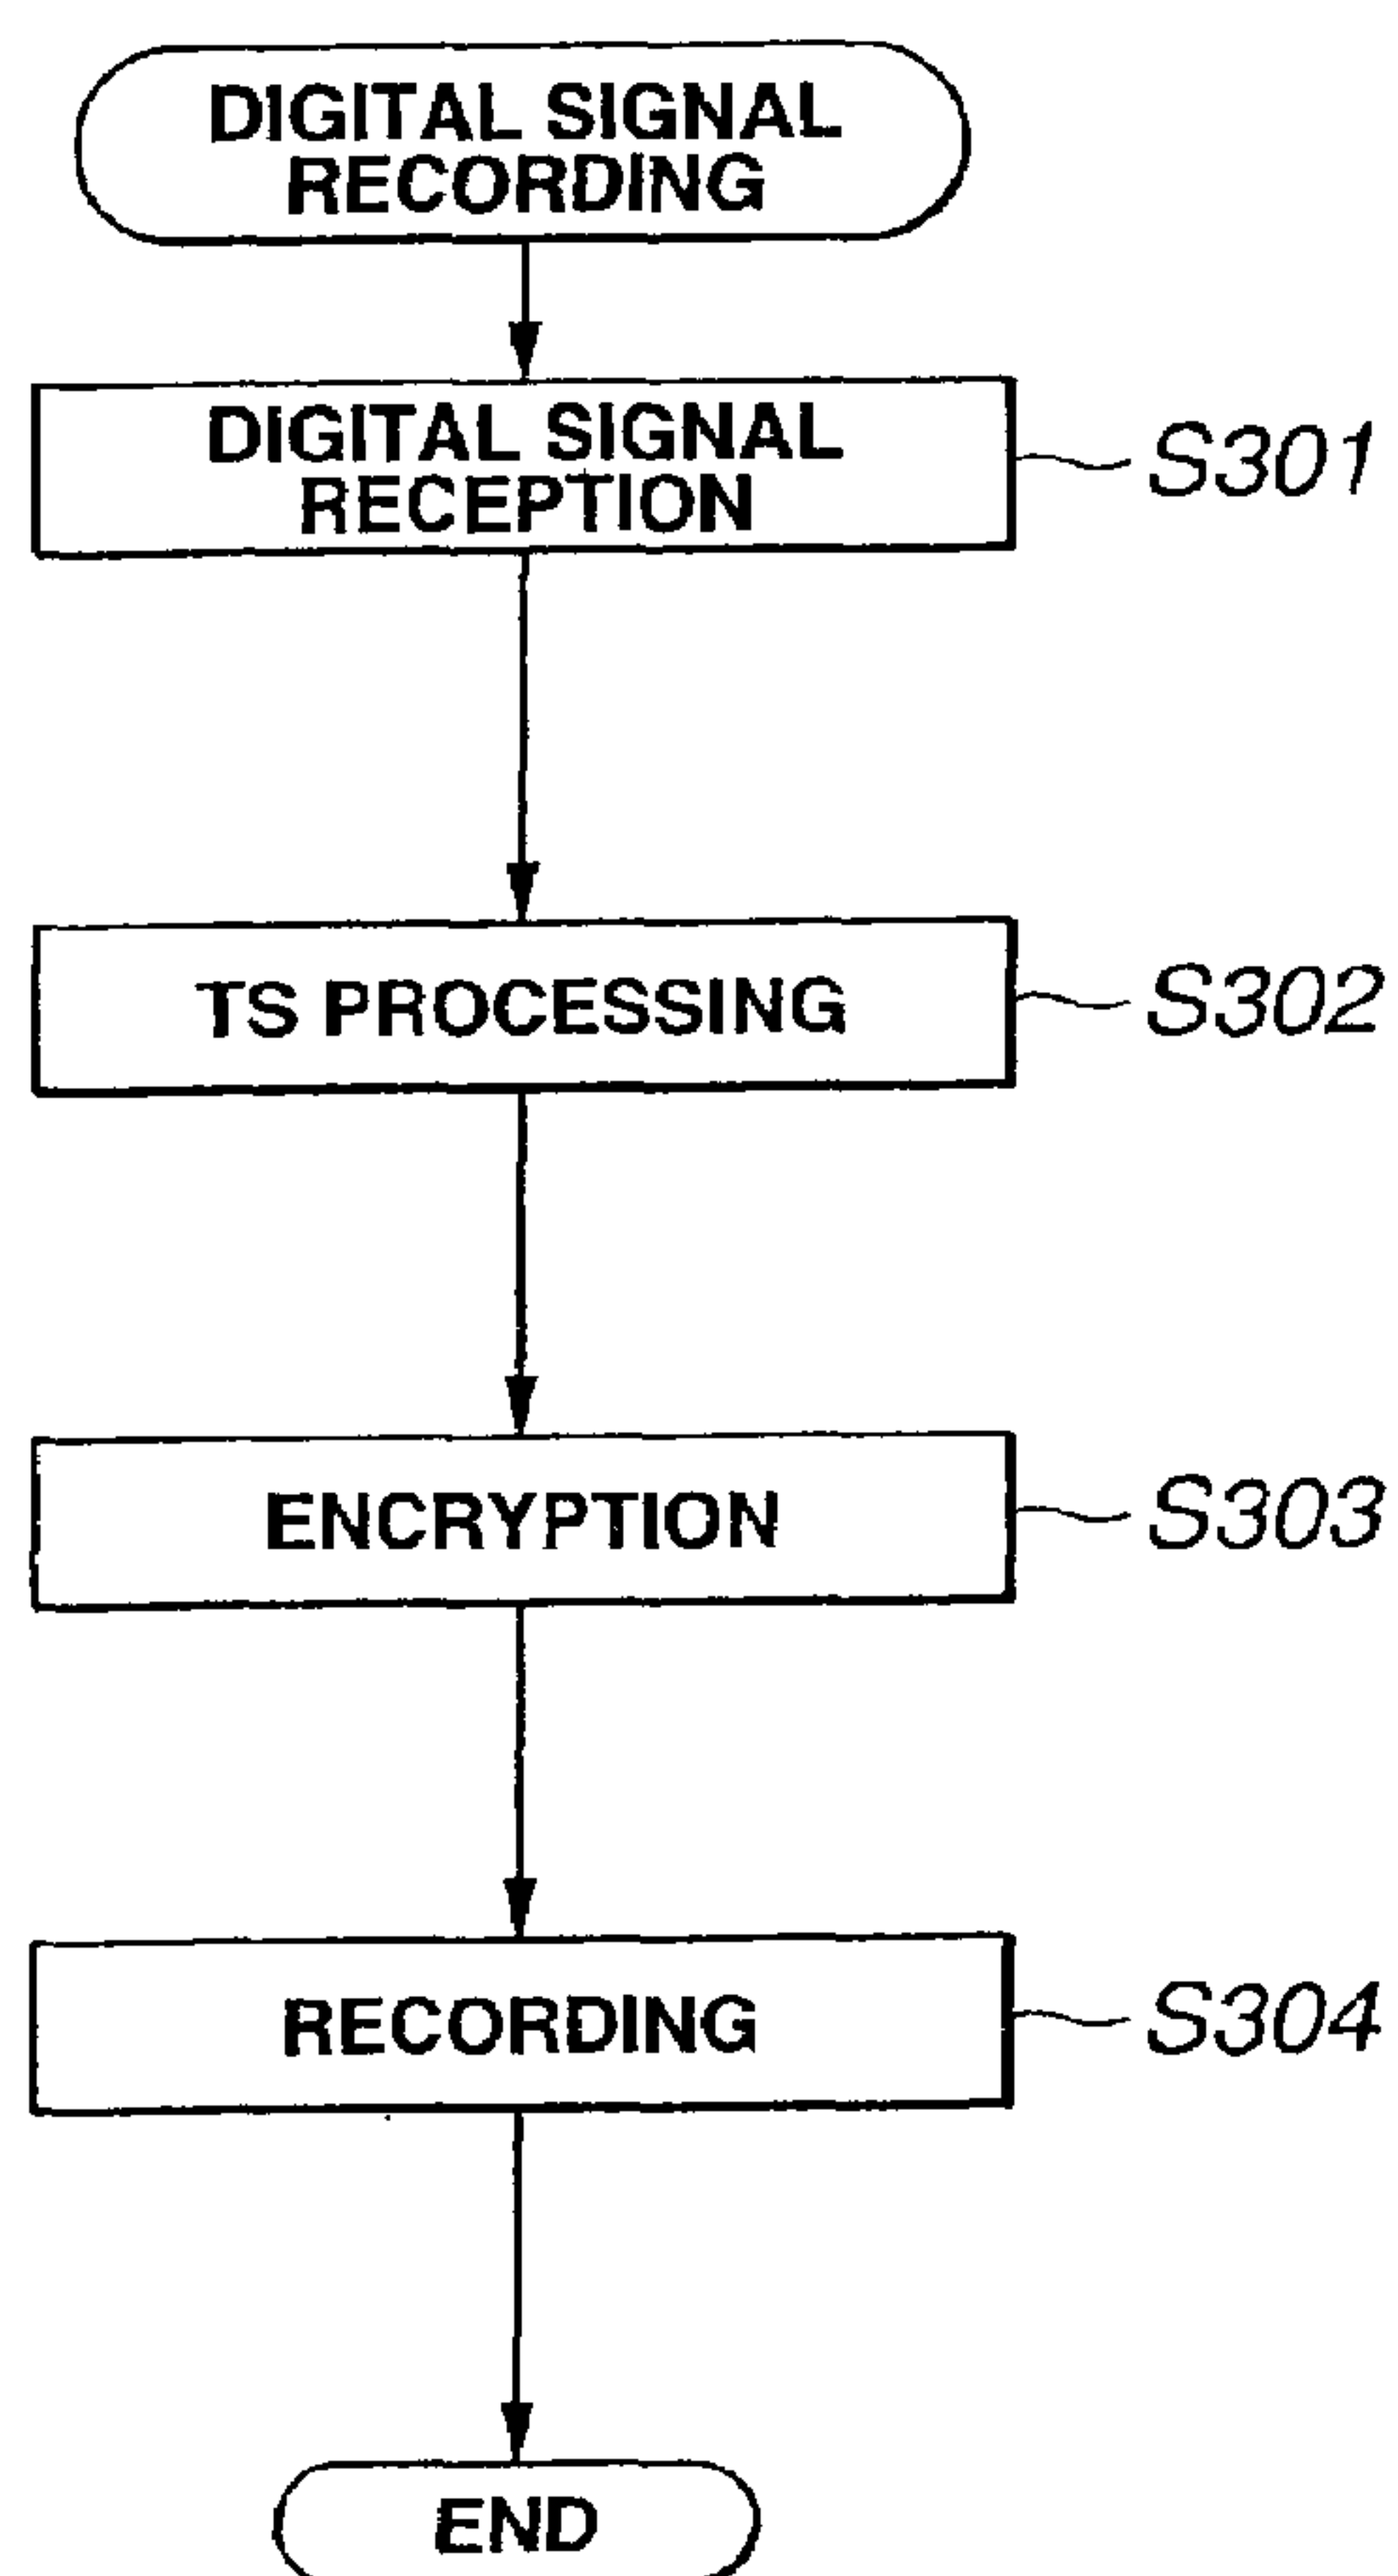 DIGITAL SIGNAL
RECORDING
DIGITAL SIGNAL
RECEPTION
S301
TS PROCESSING
S302
ENCRYPTION
S303
RECORDING
S304
END